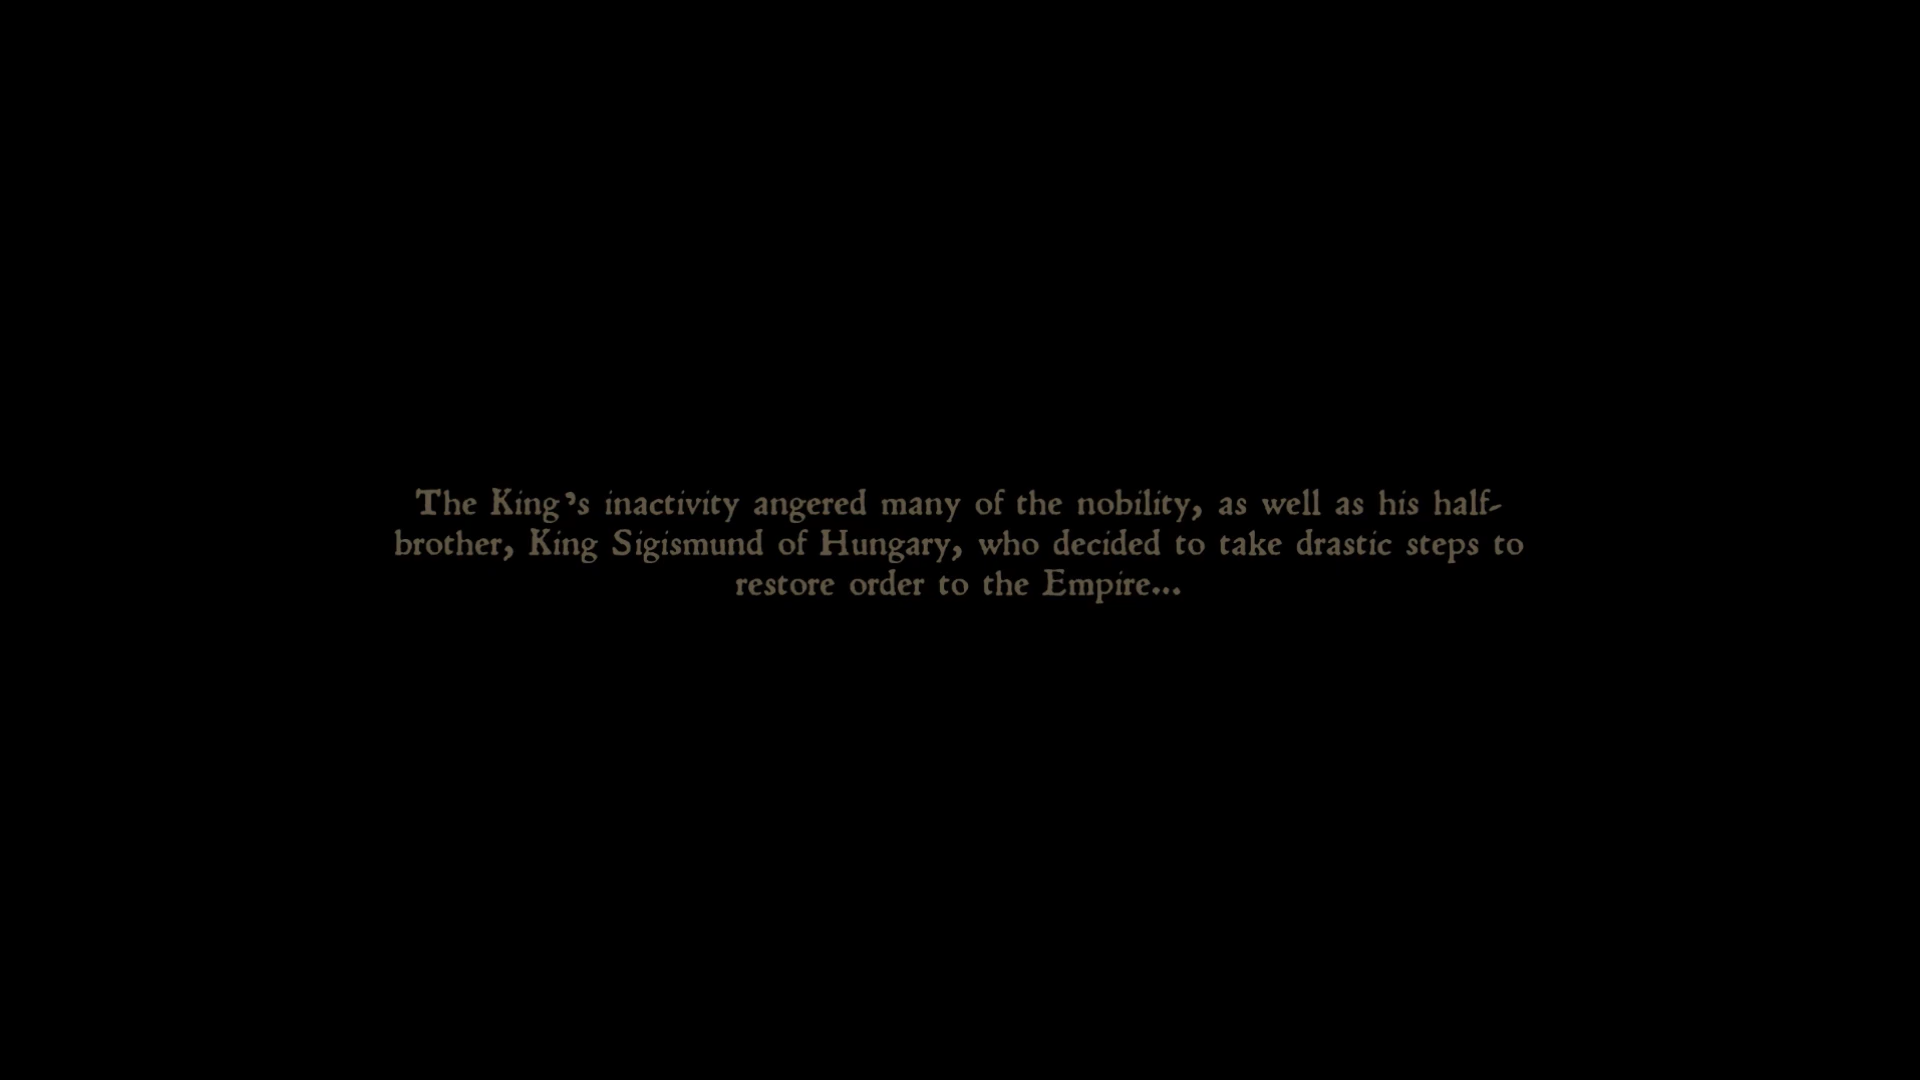 The King's inactivity angered many of the nobility, as well as his half-
brother, King Sigismund of Hungary, who decided to take drastic steps to
restore order to the Empire...